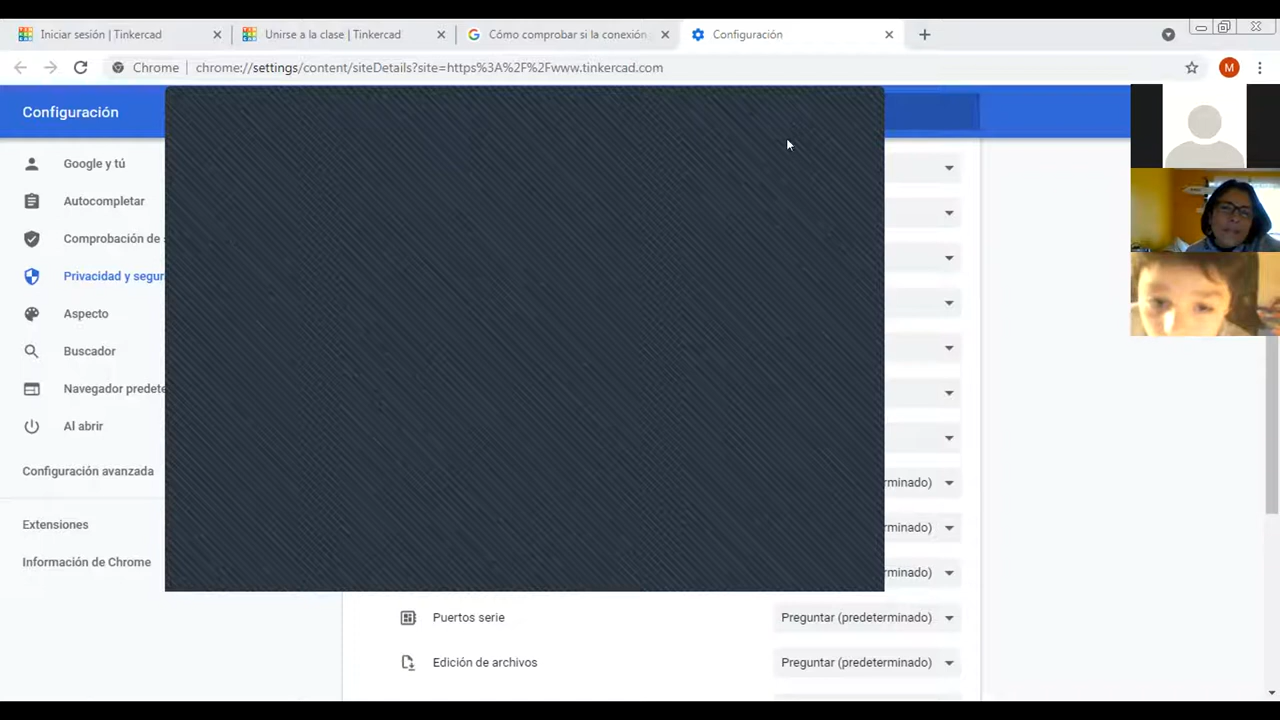 Iniciar sesión | Tinkercad
Unirse a la clase | Tinkercad
Cómo comprobar si la conexión
Configuración
Chrome
chrome://settings/content/siteDetails?site=https%3A%2F%2Fwww.tinkercad.com
M
Configuración
Google y tú
Autocompletar
Comprobación de
Privacidad y segur
Aspecto
Buscador
Navegador predete
Al abrir
Configuración avanzada
Extensiones
Información de Chrome
rminado)
rminado)
rminado)
Puertos serie
Preguntar (predeterminado)
Edición de archivos
Preguntar (predeterminado)